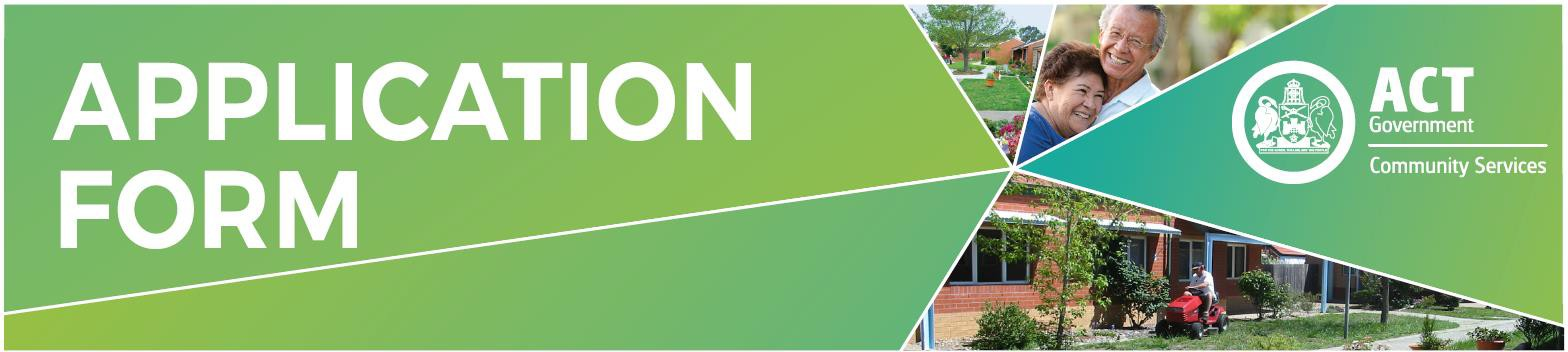 APPLICATION
FORM
ACT
Government
Community Services